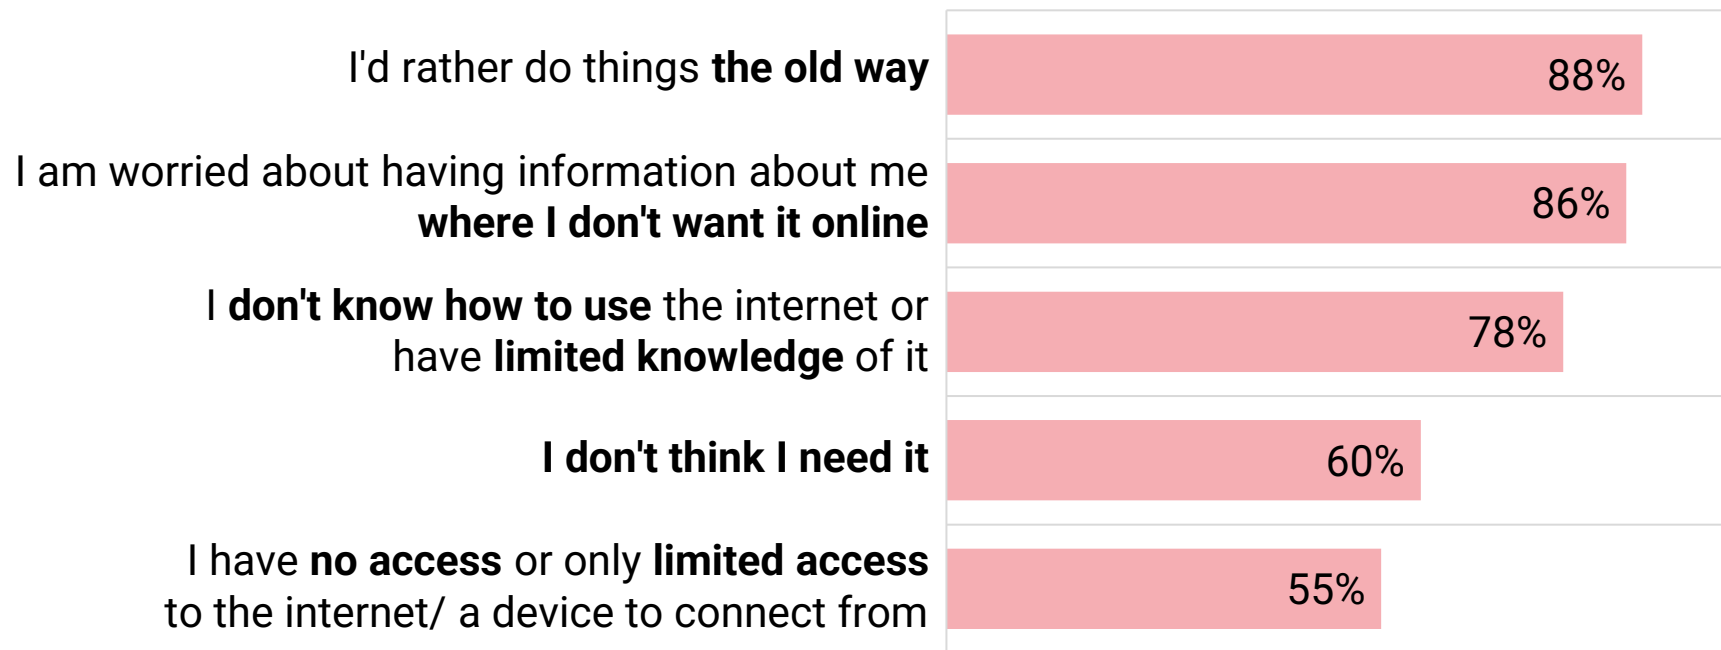 I'd rather do things the old way
88%
I am worried about having information about me
where I don't want it online
86%
I don't know how to use the internet or
have limited knowledge of it
78%
I don't think I need it
60%
I have no access or only limited access
to the internet/ a device to connect from
55%